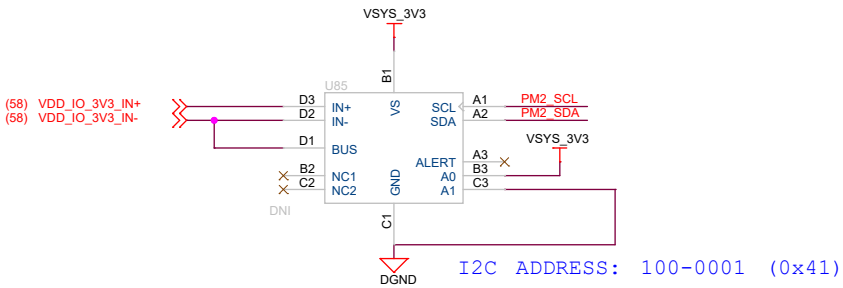 VSYS_3V3
B1
U85
(58) VDD_IO_3V3_IN+ D3 IN+ VS SCL A1 PM2_SCL
(58) VDD_IO_3V3_IN- D2 IN- SDA A2 PM2_SDA
VSYS_3V3
D1 BUS
ALERT A3
B2 NC1 A0 B3
C2 NC2 GND A1 C3
DNI
C1
I2C ADDRESS: 100-0001 (0x41)
DGND